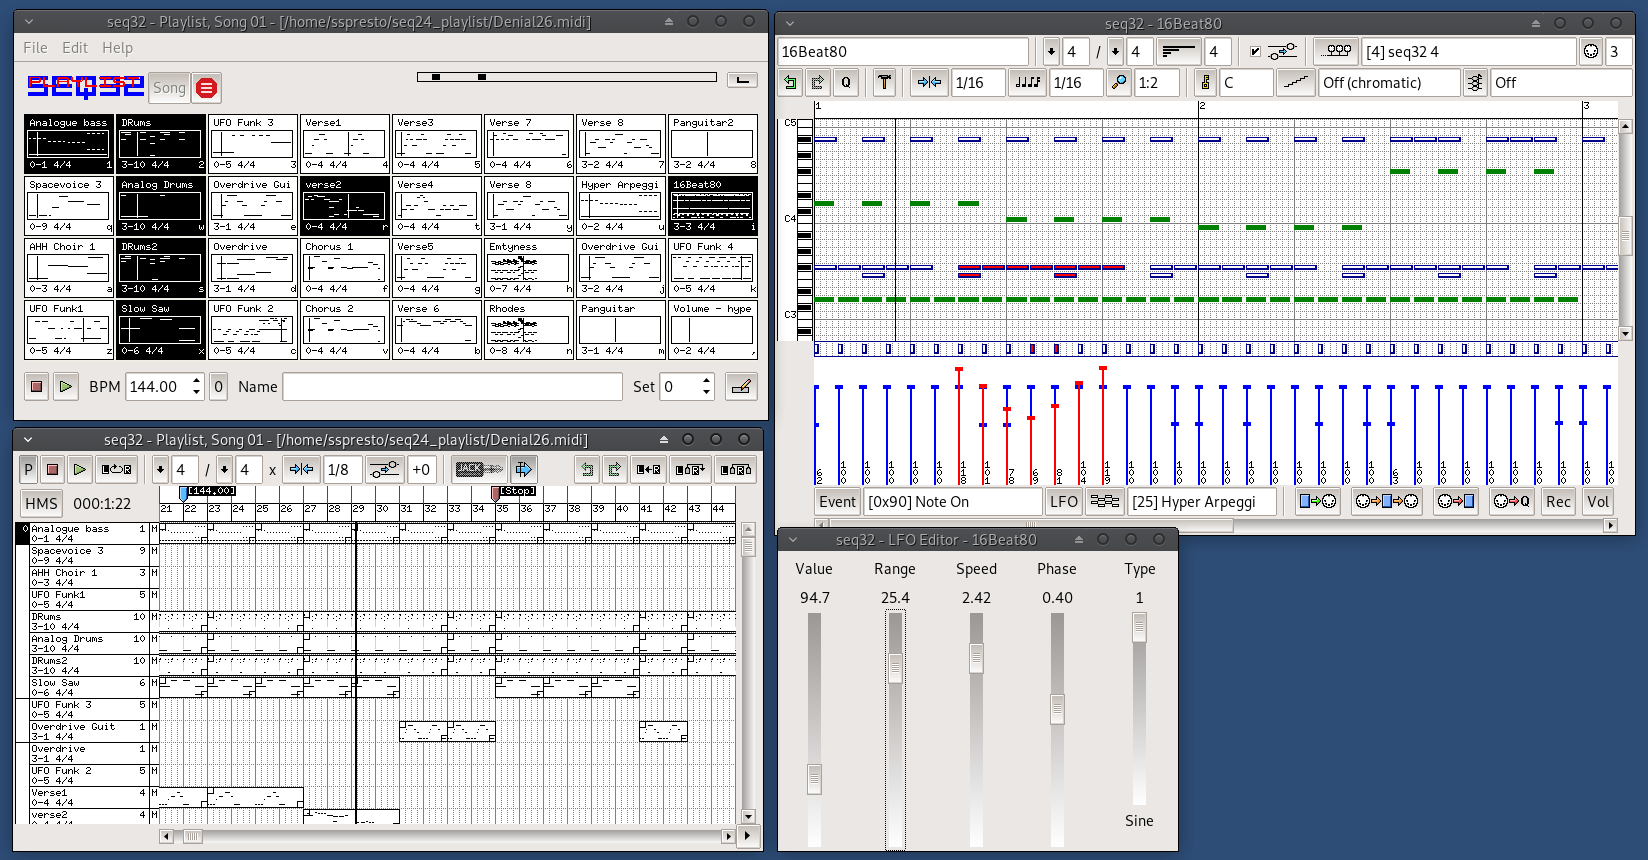 seq32 - Playlist, Song 01 - [/home/sspresto/seq24_playlist/Denial26.midi]
File Edit Help
PLAYLIST
SEQ32
Song
Analogue bass DRums UFO Funk 3 Verse1 Verse3 Verse 7 Verse 8 Panguitar2
0-1 4/4 1 3-10 4/4 2 0-5 4/4 3 0-4 4/4 4 0-4 4/4 5 0-4 4/4 6 3-2 4/4 7 3-2 4/4 8
Spacevoice 3 Analog Drums Overdrive Gui verse2 Verse4 Verse 8 Hyper Arpeggi 16Beat80
0-9 4/4 q 3-10 4/4 w 3-1 4/4 e 0-4 4/4 r 0-4 4/4 t 3-1 4/4 y 0-2 4/4 u 3-3 4/4 i
AHH Choir 1 DRums2 Overdrive Chorus 1 Verse5 Emtyness Overdrive Gui UFO Funk 4
0-3 4/4 a 3-10 4/4 s 3-1 4/4 d 0-4 4/4 f 0-4 4/4 g 0-7 4/4 h 3-2 4/4 j 0-5 4/4 k
UFO Funk1 Slow Saw UFO Funk 2 Chorus 2 Verse 6 Rhodes Panguitar Volume - hype
0-5 4/4 z 0-6 4/4 x 0-5 4/4 c 0-4 4/4 v 0-4 4/4 b 0-8 4/4 n 3-1 4/4 m 0-2 4/4 ,
BPM 144.00 0 Name Set 0
seq32 - Playlist, Song 01 - [/home/sspresto/seq24_playlist/Denial26.midi]
P 4 / 4 x 1/8 +0 JACK
HMS 000:1:22 [144.00] [Stop]
21 22 23 24 25 26 27 28 29 30 31 32 33 34 35 36 37 38 39 40 41 42 43 44
0 Analogue bass 1 M
0-1 4/4
Spacevoice 3 9 M
0-9 4/4
AHH Choir 1 3 M
0-3 4/4
UFO Funk1 5 M
0-5 4/4
DRums 10 M
3-10 4/4
Analog Drums 10 M
3-10 4/4
DRums2 10 M
3-10 4/4
Slow Saw 6 M
0-6 4/4
UFO Funk 3 5 M
0-5 4/4
Overdrive Guit 1 M
3-1 4/4
Overdrive 1 M
3-1 4/4
UFO Funk 2 5 M
0-5 4/4
Verse1 4 M
0-4 4/4
verse2 4 M
seq32 - 16Beat80
16Beat80 4 / 4 4 [4] seq32 4 3
Q T 1/16 1/16 1:2 C Off (chromatic) Off
1 2 3
C5
C4
C3
Event [0x90] Note On LFO [25] Hyper Arpeggi Q Rec Vol
seq32 - LFO Editor - 16Beat80
Value Range Speed Phase Type
94.7 25.4 2.42 0.40 1
Sine